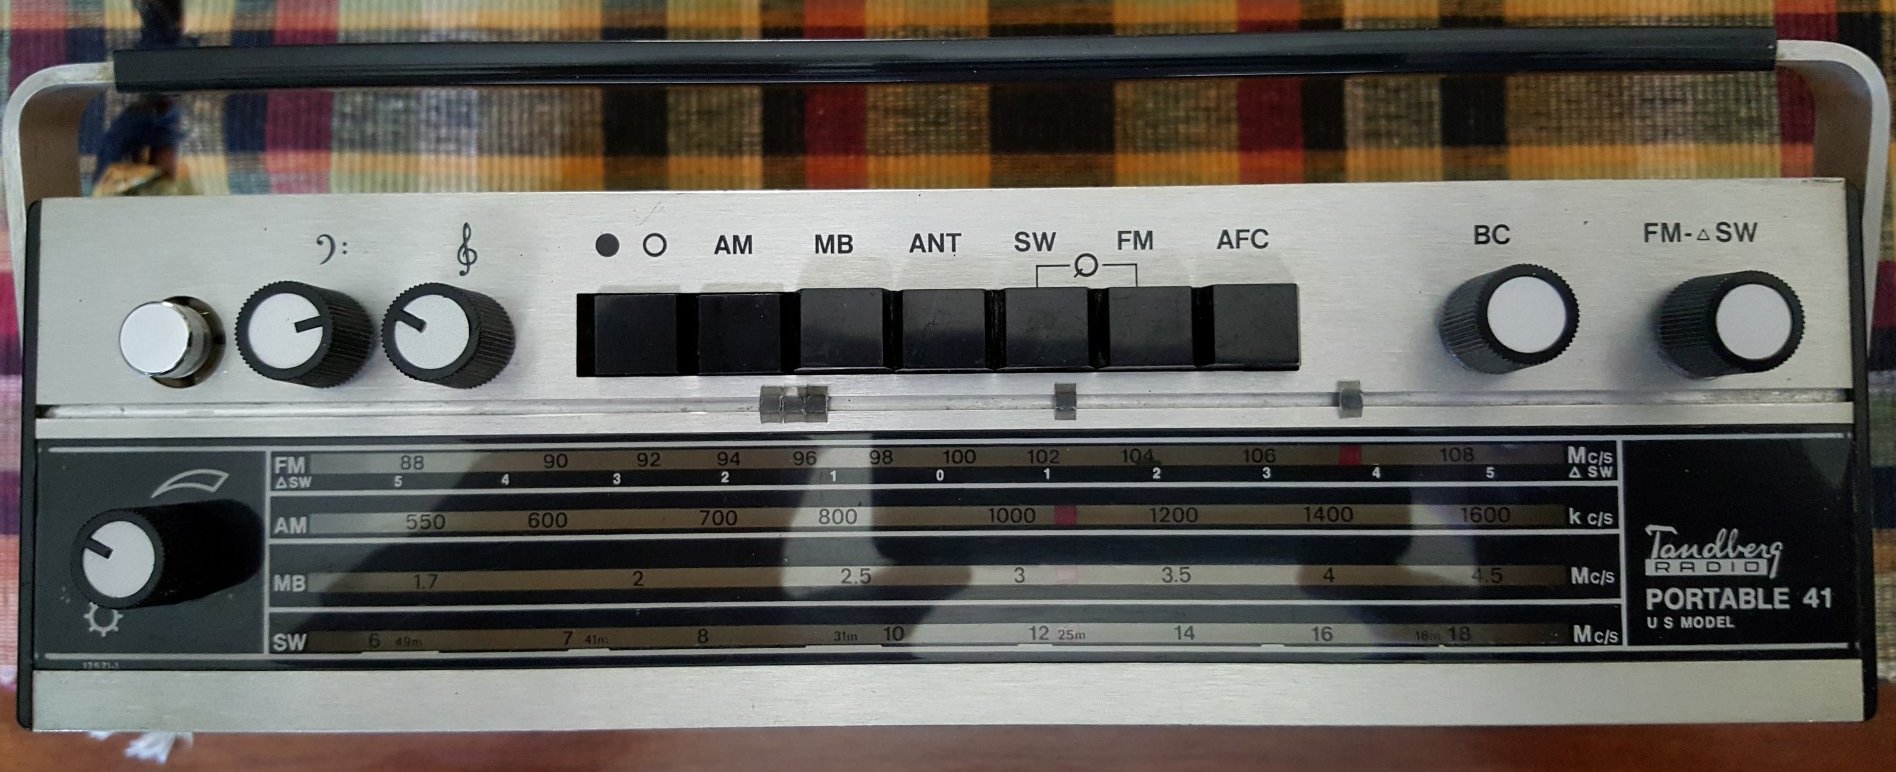 AM MB ANT SW FM AFC BC FM-△SW
FM 88 90 92 94 96 98 100 102 104 106 108 Mc/s
△SW 5 4 3 2 1 0 1 2 3 4 5 △ SW
AM 550 600 700 800 1000 1200 1400 1600 k c/s
MB 1.7 2 2.5 3 3.5 4 4.5 Mc/s
SW 6 49m 7 41m 8 31m 10 12 25m 14 16 16m 18 Mc/s
Tandberg
RADIO
PORTABLE 41
U S MODEL